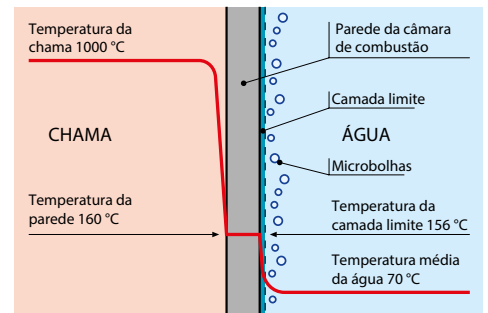 Temperatura da
chama 1000 °C
CHAMA
Temperatura da
parede 160 °C
Parede da câmara
de combustão
Camada limite
ÁGUA
Microbolhas
Temperatura da
camada limite 156 °C
Temperatura média
da água 70 °C